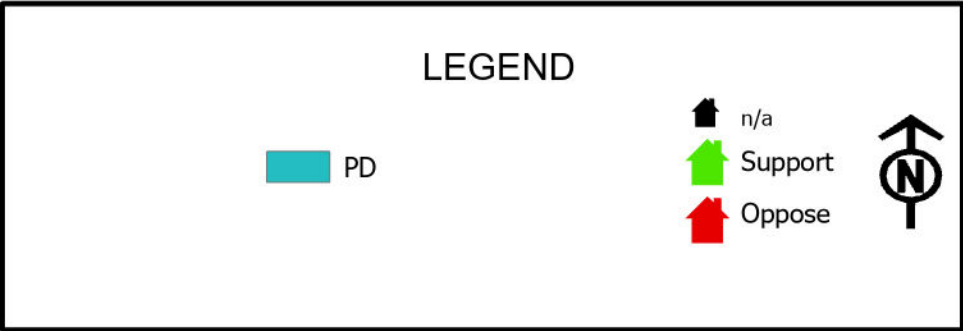 LEGEND
PD
n/a
Support
Oppose
N